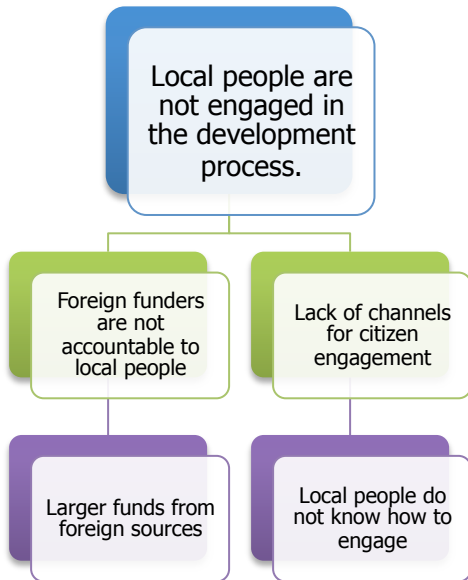 Local people are
not engaged in
the development
process.
Foreign funders
are not
accountable to
local people
Lack of channels
for citizen
engagement
Larger funds from
foreign sources
Local people do
not know how to
engage